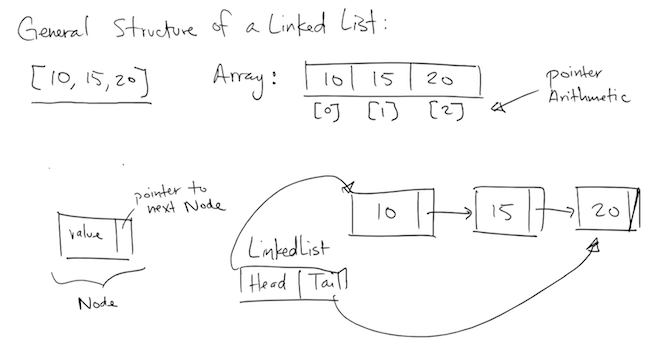 General Structure of a Linked List:
[10, 15, 20]
Array: 10 15 20
[0] [1] [2]
pointer
Arithmetic
pointer to
next Node
value
Node
10 15 20
LinkedList
Head Tail